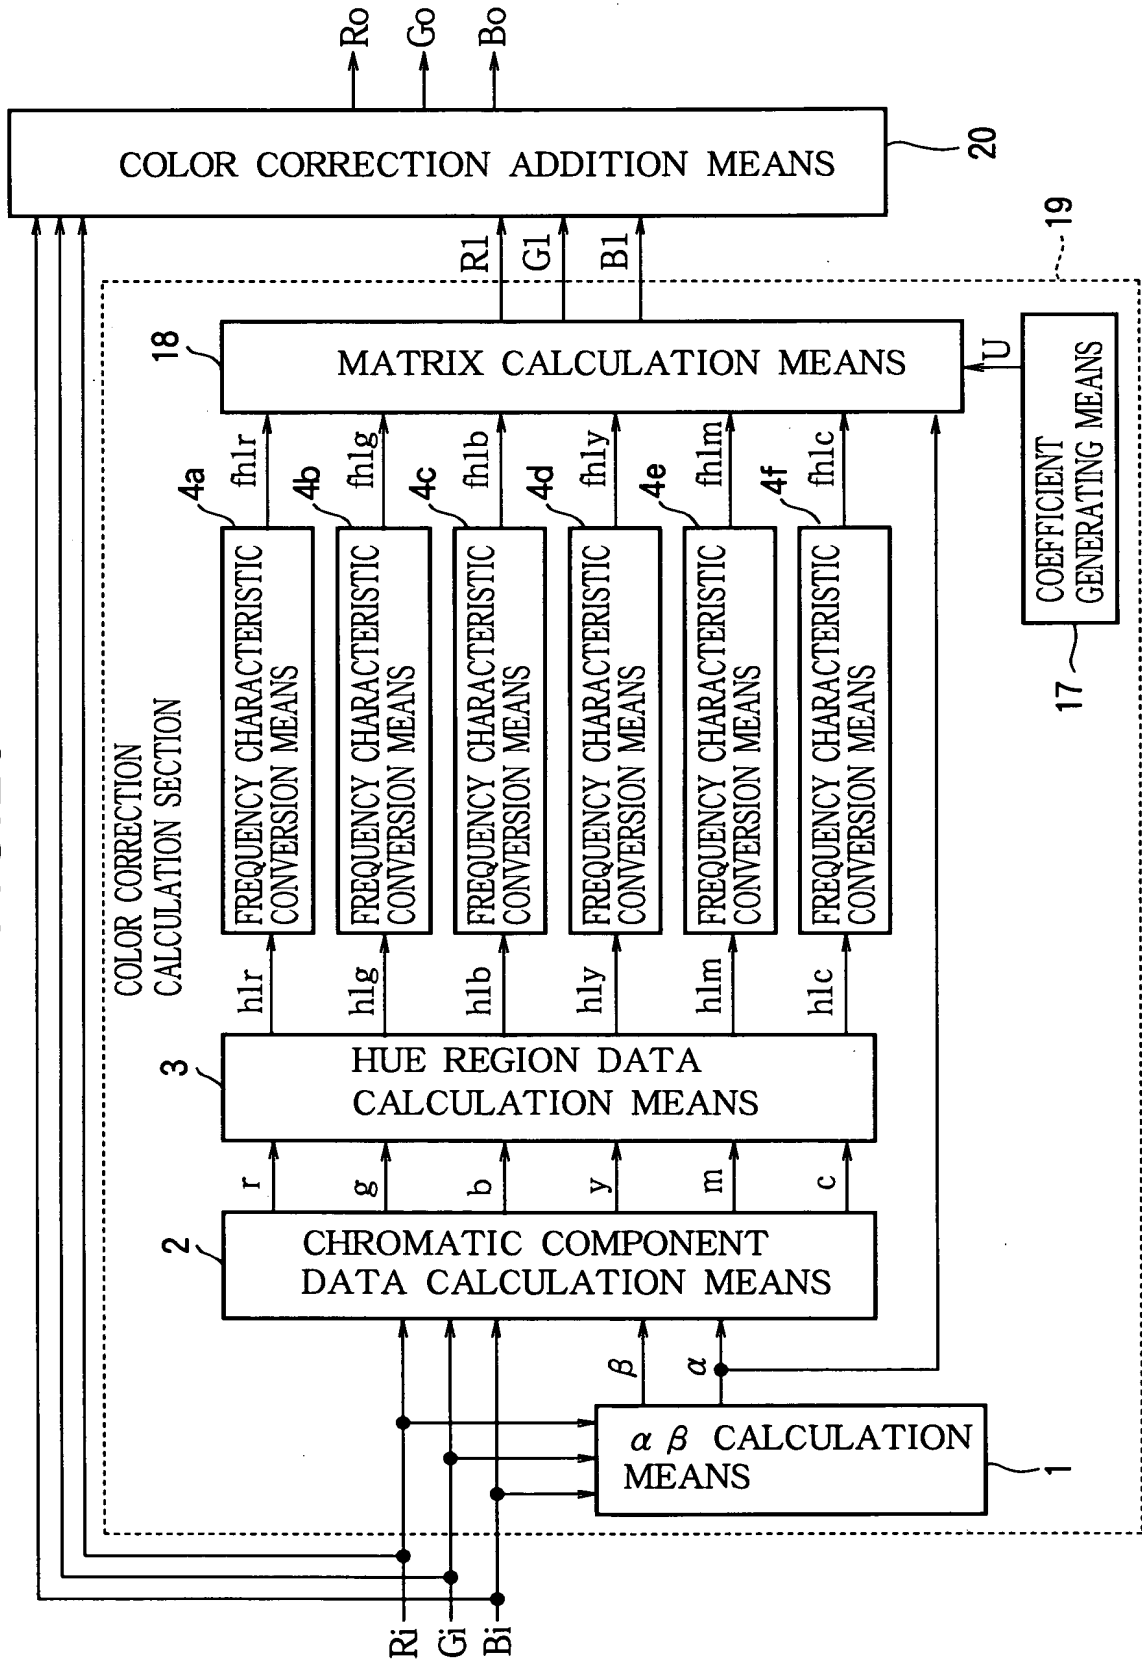 COLOR CORRECTION
CALCULATION SECTION
Ri
Gi
Bi
α β CALCULATION
MEANS
1
β
α
2
CHROMATIC COMPONENT
DATA CALCULATION MEANS
r
g
b
y
m
c
3
HUE REGION DATA
CALCULATION MEANS
h1r
h1g
h1b
h1y
h1m
h1c
4a
FREQUENCY CHARACTERISTIC
CONVERSION MEANS
4b
FREQUENCY CHARACTERISTIC
CONVERSION MEANS
4c
FREQUENCY CHARACTERISTIC
CONVERSION MEANS
4d
FREQUENCY CHARACTERISTIC
CONVERSION MEANS
4e
FREQUENCY CHARACTERISTIC
CONVERSION MEANS
4f
FREQUENCY CHARACTERISTIC
CONVERSION MEANS
fh1r
fh1g
fh1b
fh1y
fh1m
fh1c
18
MATRIX CALCULATION MEANS
U
17
COEFFICIENT
GENERATING MEANS
19
R1
G1
B1
COLOR CORRECTION ADDITION MEANS
20
Ro
Go
Bo